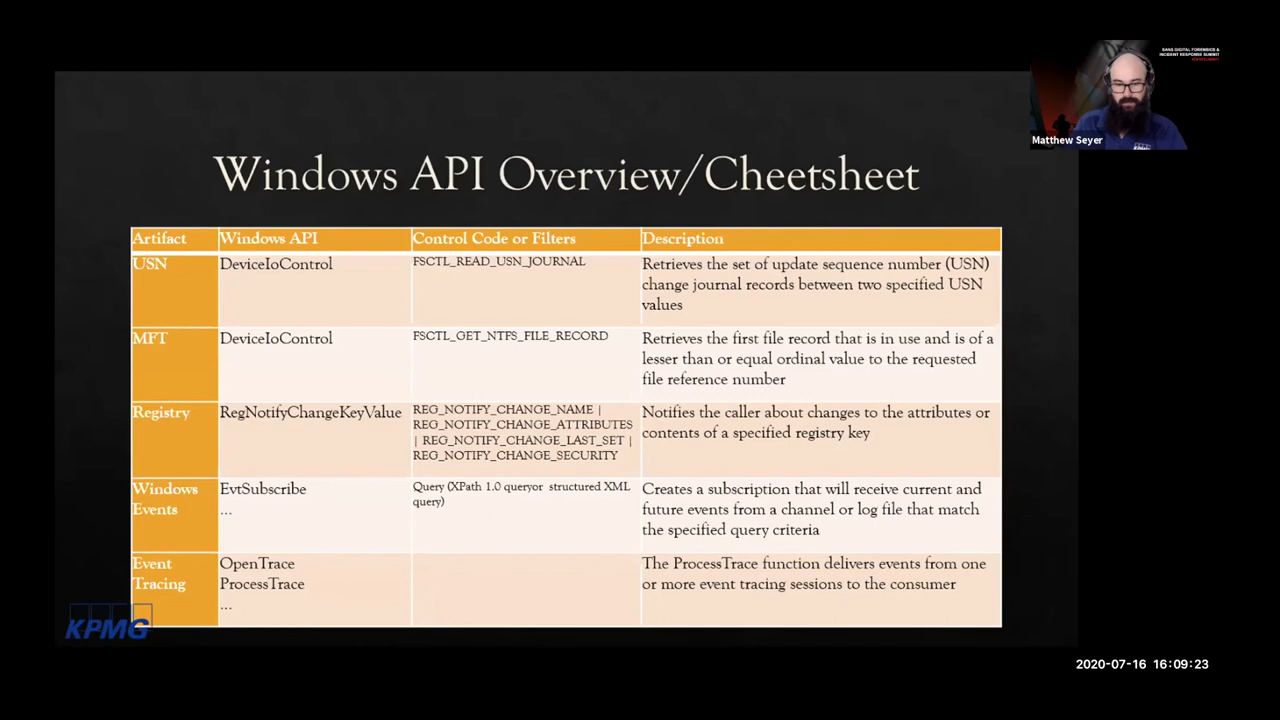 SANS DIGITAL FORENSICS &
INCIDENT RESPONSE SUMMIT
Matthew Seyer
KPMG
Windows API Overview/Cheetsheet
Artifact Windows API Control Code or Filters Description
USN DeviceIoControl FSCTL_READ_USN_JOURNAL Retrieves the set of update sequence number (USN)
change journal records between two specified USN
values
MFT DeviceIoControl FSCTL_GET_NTFS_FILE_RECORD Retrieves the first file record that is in use and is of a
lesser than or equal ordinal value to the requested
file reference number
Registry RegNotifyChangeKeyValue REG_NOTIFY_CHANGE_NAME | Notifies the caller about changes to the attributes or
REG_NOTIFY_CHANGE_ATTRIBUTES contents of a specified registry key
| REG_NOTIFY_CHANGE_LAST_SET |
REG_NOTIFY_CHANGE_SECURITY
Windows EvtSubscribe Query (XPath 1.0 queryor structured XML Creates a subscription that will receive current and
Events ... query) future events from a channel or log file that match
the specified query criteria
Event OpenTrace The ProcessTrace function delivers events from one
Tracing ProcessTrace or more event tracing sessions to the consumer
...
KPMG
2020-07-16 16:09:23